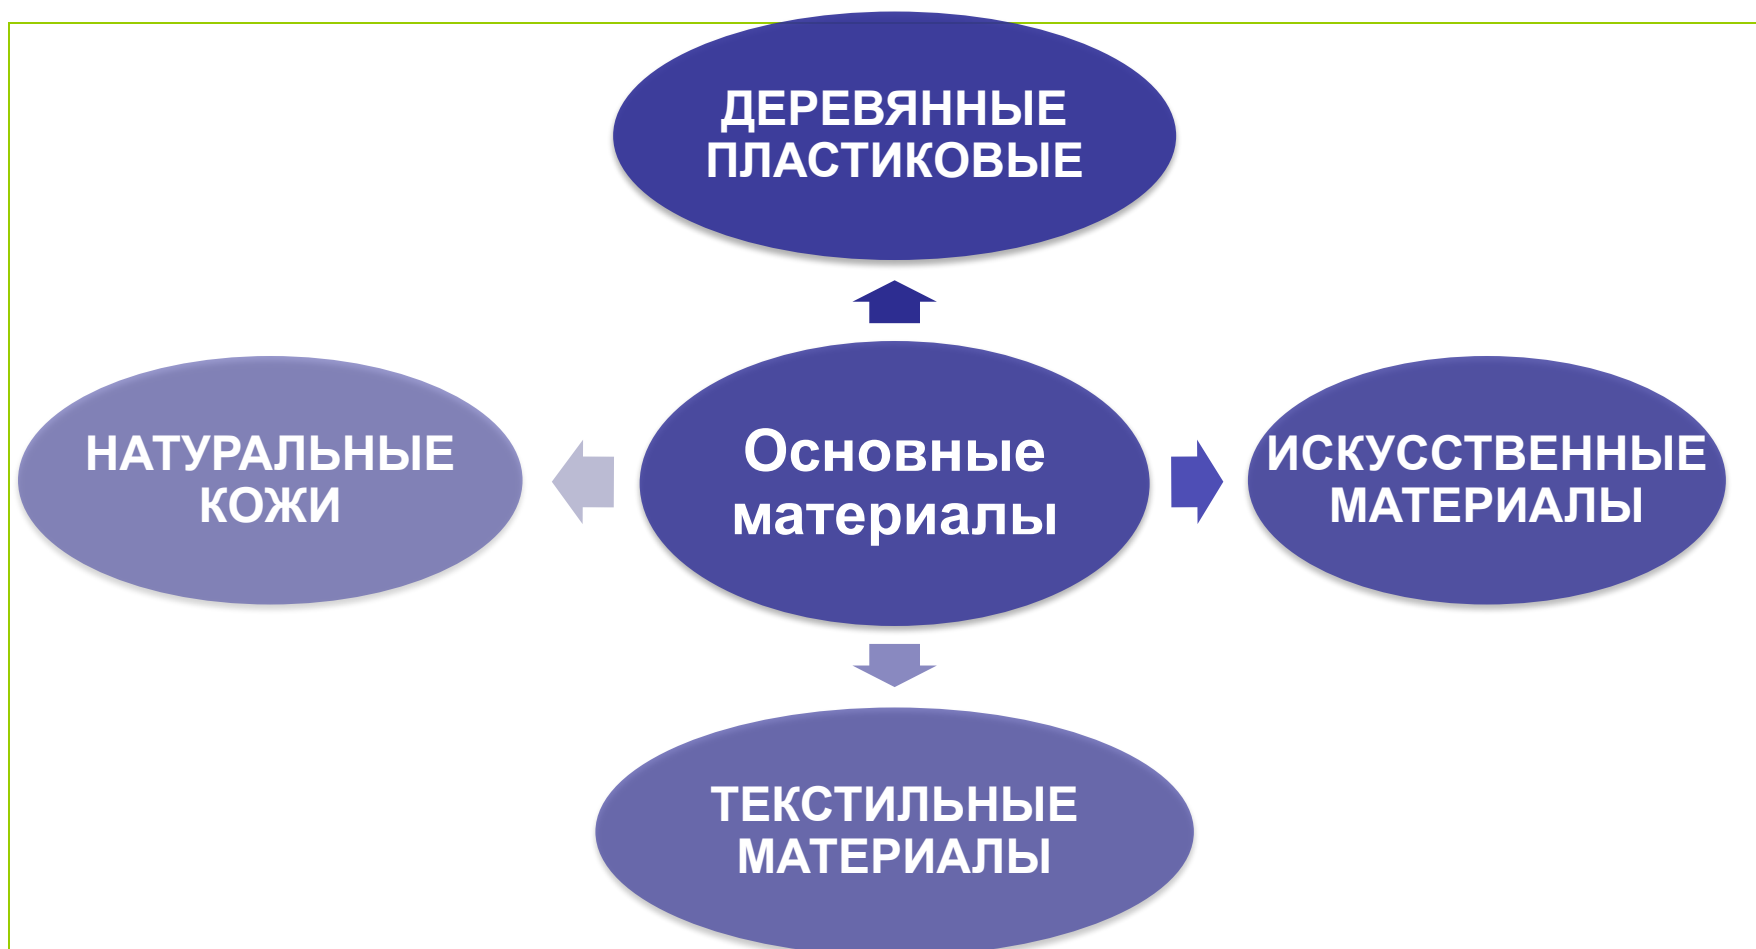 ДЕРЕВЯННЫЕ
ПЛАСТИКОВЫЕ
НАТУРАЛЬНЫЕ
КОЖИ
Основные
материалы
ИСКУССТВЕННЫЕ
МАТЕРИАЛЫ
ТЕКСТИЛЬНЫЕ
МАТЕРИАЛЫ